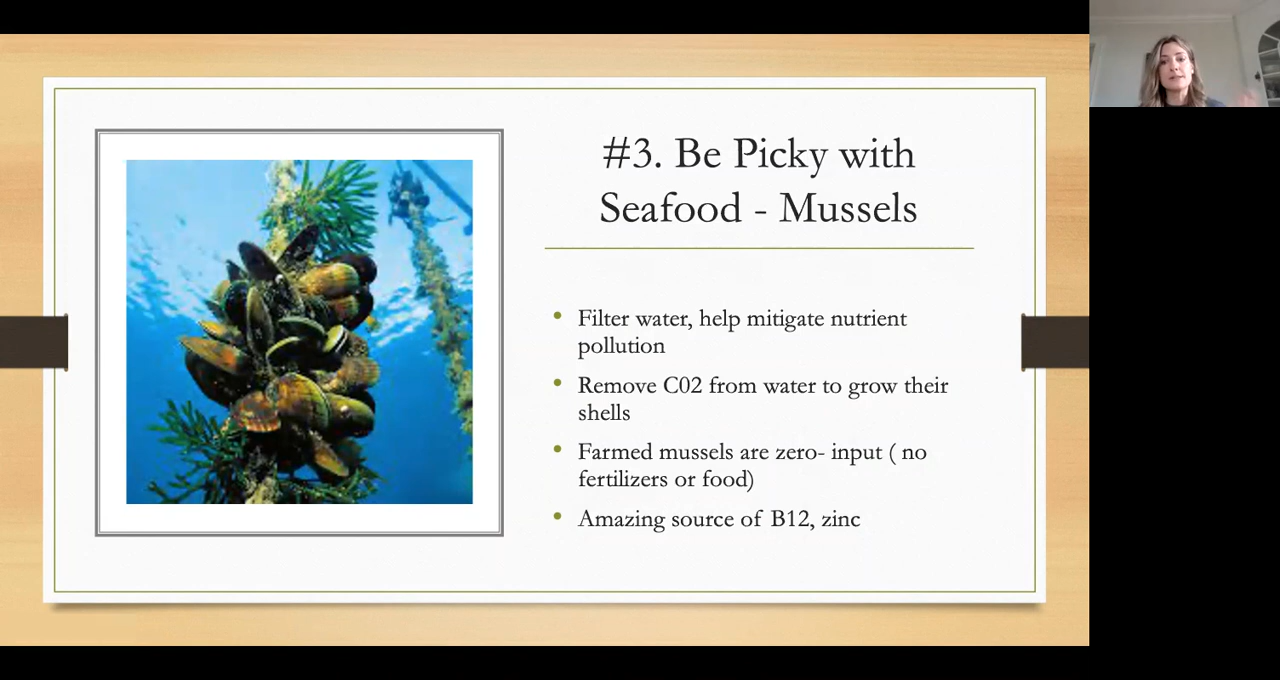 #3. Be Picky with
Seafood - Mussels
• Filter water, help mitigate nutrient
pollution
• Remove C02 from water to grow their
shells
• Farmed mussels are zero- input ( no
fertilizers or food)
• Amazing source of B12, zinc